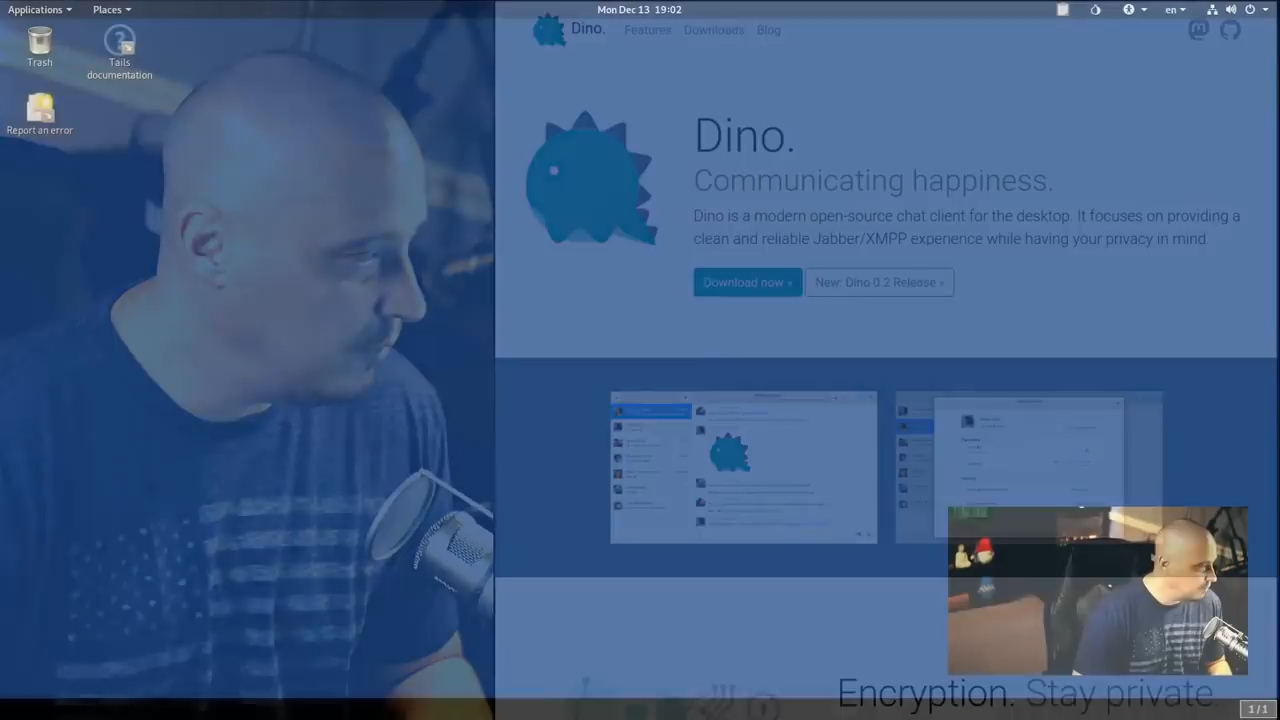 Applications Places Mon Dec 13 19:02 en
Trash
Tails
documentation
Report an error
Dino. Features Downloads Blog
Dino.
Communicating happiness.
Dino is a modern open-source chat client for the desktop. It focuses on providing a
clean and reliable Jabber/XMPP experience while having your privacy in mind.
Download now » New: Dino 0.2 Release »
Encryption. Stay private.
1 / 1